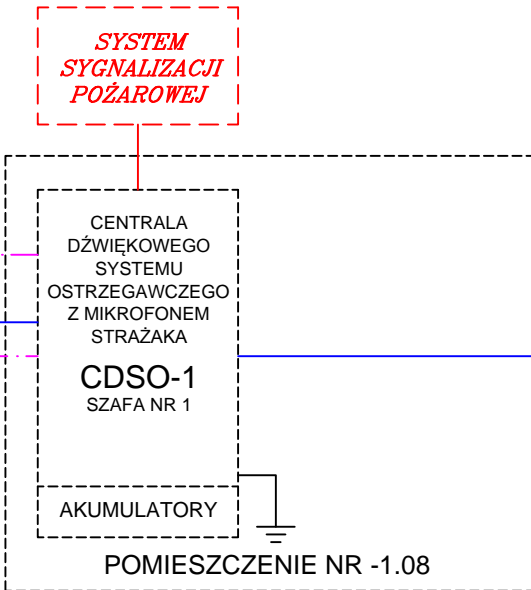 SYSTEM
SYGNALIZACJI
POŻAROWEJ
CENTRALA
DŹWIĘKOWEGO
SYSTEMU
OSTRZEGAWCZEGO
Z MIKROFONEM
STRAŻAKA
CDSO-1
SZAFA NR 1
AKUMULATORY
POMIESZCZENIE NR -1.08